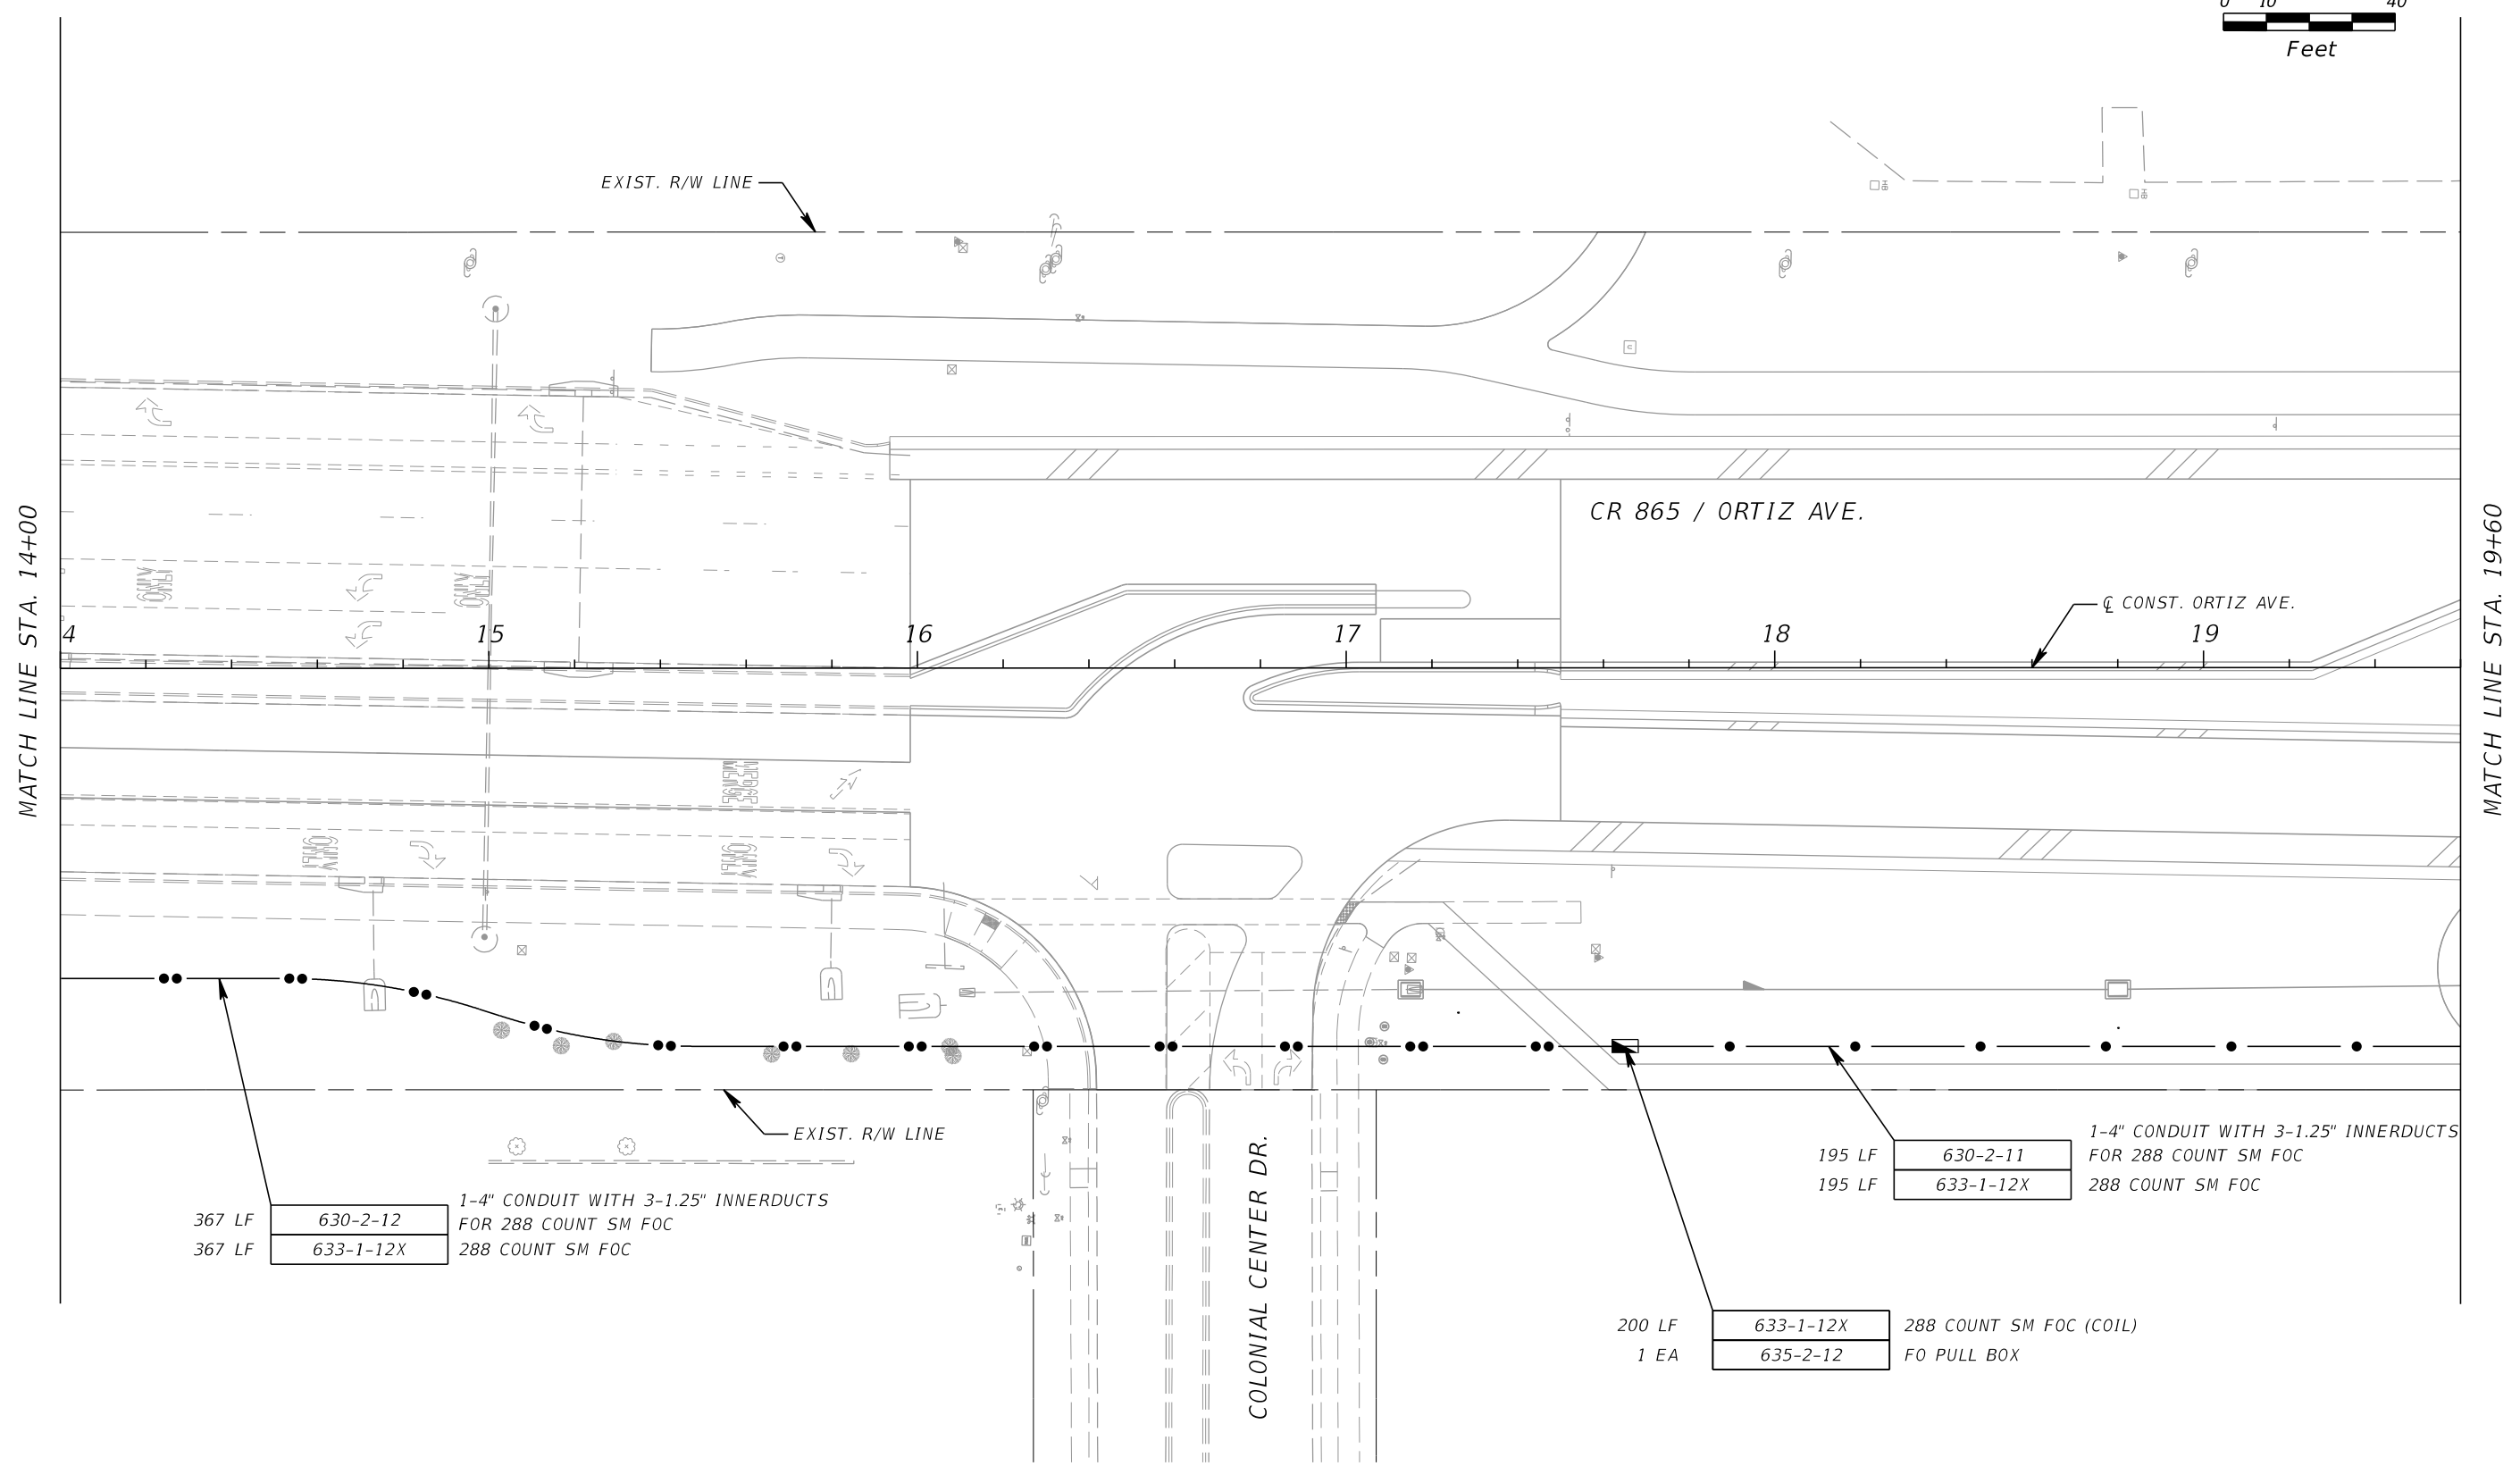 0 10 40
Feet
EXIST. R/W LINE
CR 865 / ORTIZ AVE.
MATCH LINE STA. 14+00
MATCH LINE STA. 19+60
ONLY
ONLY
℄ CONST. ORTIZ AVE.
4 15 16 17 18 19
ONLY
ONLY
EXIST. R/W LINE
COLONIAL CENTER DR.
1-4" CONDUIT WITH 3-1.25" INNERDUCTS
195 LF 630-2-11 FOR 288 COUNT SM FOC
195 LF 633-1-12X 288 COUNT SM FOC
1-4" CONDUIT WITH 3-1.25" INNERDUCTS
367 LF 630-2-12 FOR 288 COUNT SM FOC
367 LF 633-1-12X 288 COUNT SM FOC
200 LF 633-1-12X 288 COUNT SM FOC (COIL)
1 EA 635-2-12 FO PULL BOX